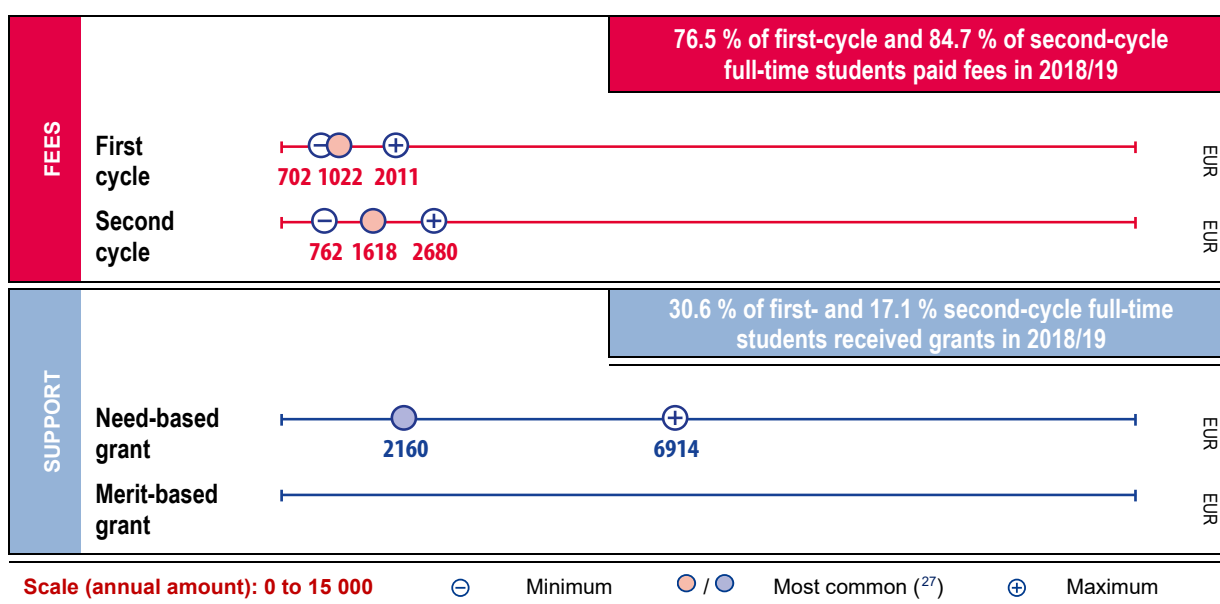 76.5 % of first-cycle and 84.7 % of second-cycle
full-time students paid fees in 2018/19
FEES
First
cycle
702 1022 2011
EUR
Second
cycle
762 1618 2680
EUR
30.6 % of first- and 17.1 % second-cycle full-time
students received grants in 2018/19
SUPPORT
Need-based
grant
2160 6914
EUR
Merit-based
grant
EUR
Scale (annual amount): 0 to 15 000 Minimum / Most common (27) Maximum